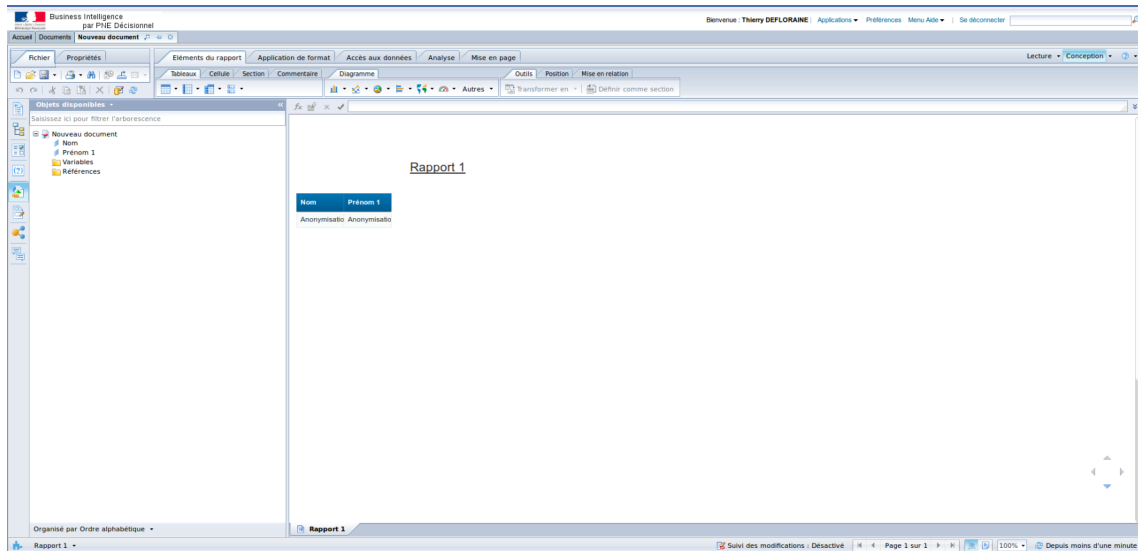 Business Intelligence
par PNE Décisionnel
Bienvenue : Thierry DEFLORAINE | Applications Préférences Menu Aide | Se déconnecter
Accueil Documents Nouveau document
Fichier Propriétés Eléments du rapport Application de format Accès aux données Analyse Mise en page Lecture Conception
Tableaux Cellule Section Commentaire Diagramme Outils Position Mise en relation
Autres Transformer en Définir comme section
Objets disponibles
Saisissez ici pour filtrer l'arborescence
Nouveau document
Nom
Prénom 1
Variables
Références
Rapport 1
Nom Prénom 1
Anonymisatio Anonymisatio
Organisé par Ordre alphabétique
Rapport 1
Rapport 1 Suivi des modifications : Désactivé Page 1 sur 1 100% Depuis moins d'une minute